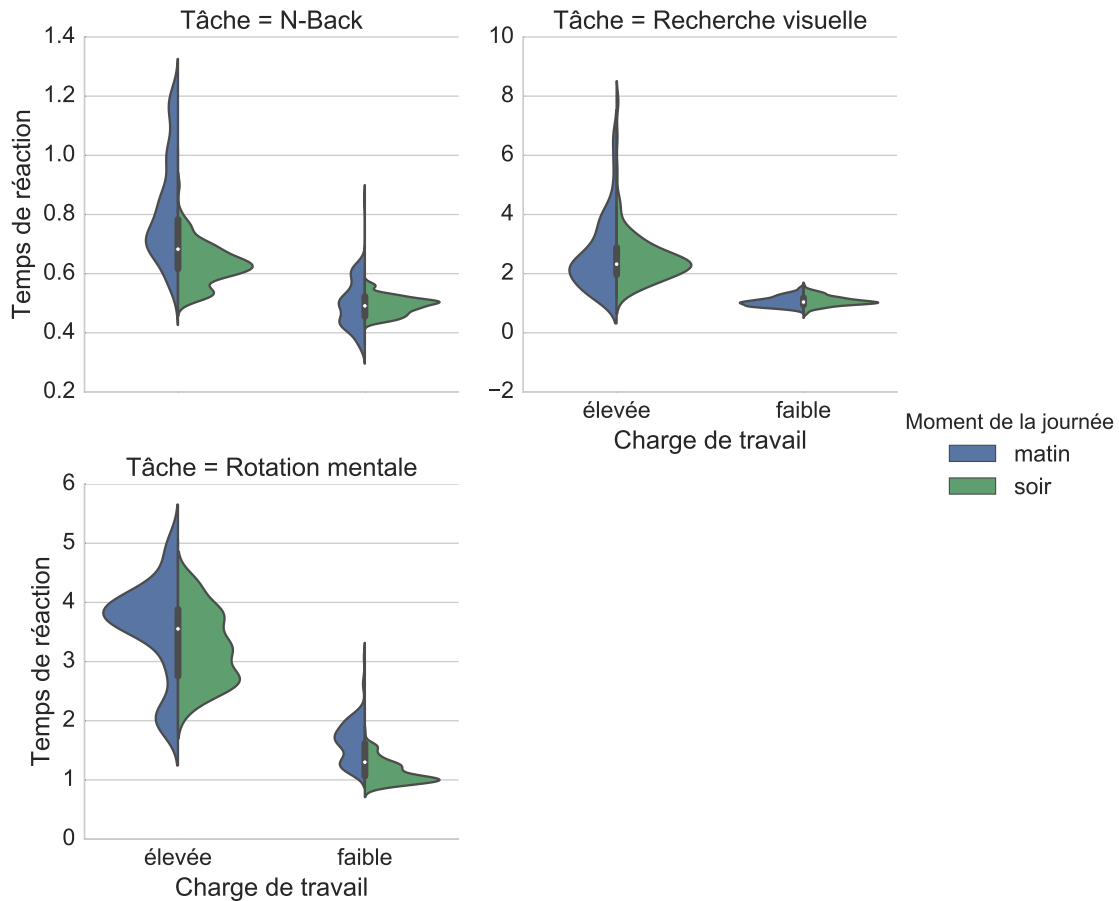 Tâche = N-Back
1.4
1.2
1.0
0.8
0.6
0.4
0.2
Temps de réaction
Tâche = Recherche visuelle
10
8
6
4
2
0
−2
élevée faible
Charge de travail
Moment de la journée
matin
soir
Tâche = Rotation mentale
6
5
4
3
2
1
0
Temps de réaction
élevée faible
Charge de travail